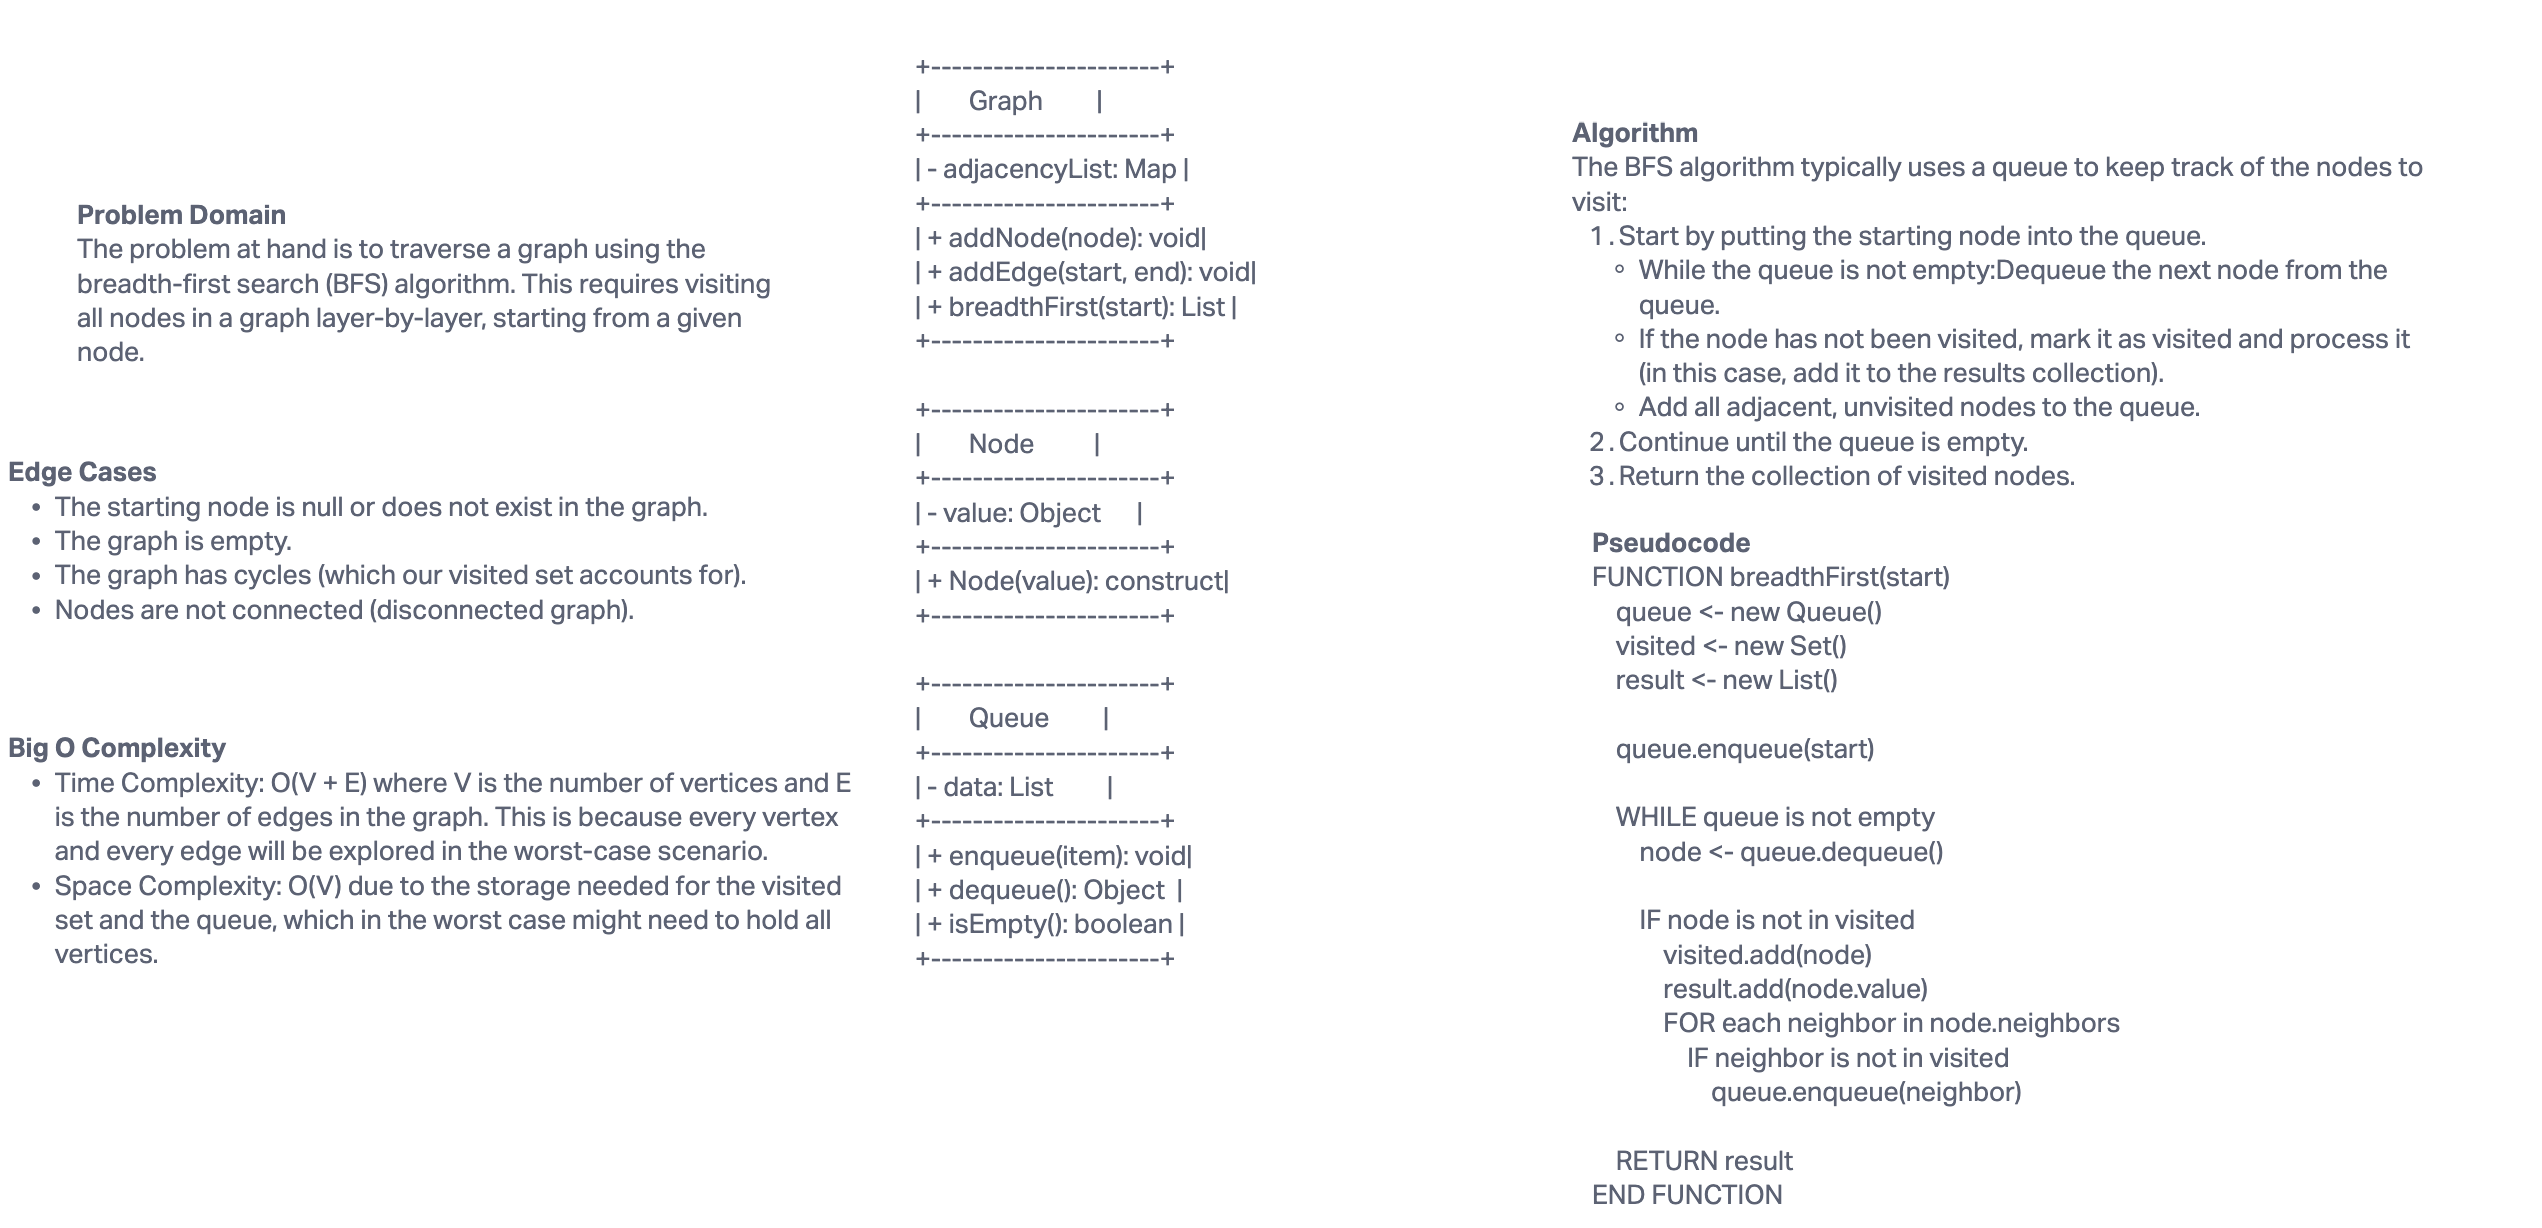 Problem Domain
The problem at hand is to traverse a graph using the
breadth-first search (BFS) algorithm. This requires visiting
all nodes in a graph layer-by-layer, starting from a given
node.
Edge Cases
• The starting node is null or does not exist in the graph.
• The graph is empty.
• The graph has cycles (which our visited set accounts for).
• Nodes are not connected (disconnected graph).
Big O Complexity
• Time Complexity: O(V + E) where V is the number of vertices and E
is the number of edges in the graph. This is because every vertex
and every edge will be explored in the worst-case scenario.
• Space Complexity: O(V) due to the storage needed for the visited
set and the queue, which in the worst case might need to hold all
vertices.
+----------------------+
|       Graph        |
+----------------------+
| - adjacencyList: Map |
+----------------------+
| + addNode(node): void|
| + addEdge(start, end): void|
| + breadthFirst(start): List |
+----------------------+
+----------------------+
|       Node         |
+----------------------+
| - value: Object     |
+----------------------+
| + Node(value): construct|
+----------------------+
+----------------------+
|       Queue        |
+----------------------+
| - data: List        |
+----------------------+
| + enqueue(item): void|
| + dequeue(): Object  |
| + isEmpty(): boolean |
+----------------------+
Algorithm
The BFS algorithm typically uses a queue to keep track of the nodes to
visit:
1. Start by putting the starting node into the queue.
◦ While the queue is not empty:Dequeue the next node from the
queue.
◦ If the node has not been visited, mark it as visited and process it
(in this case, add it to the results collection).
◦ Add all adjacent, unvisited nodes to the queue.
2. Continue until the queue is empty.
3. Return the collection of visited nodes.
Pseudocode
FUNCTION breadthFirst(start)
queue <- new Queue()
visited <- new Set()
result <- new List()
queue.enqueue(start)
WHILE queue is not empty
node <- queue.dequeue()
IF node is not in visited
visited.add(node)
result.add(node.value)
FOR each neighbor in node.neighbors
IF neighbor is not in visited
queue.enqueue(neighbor)
RETURN result
END FUNCTION